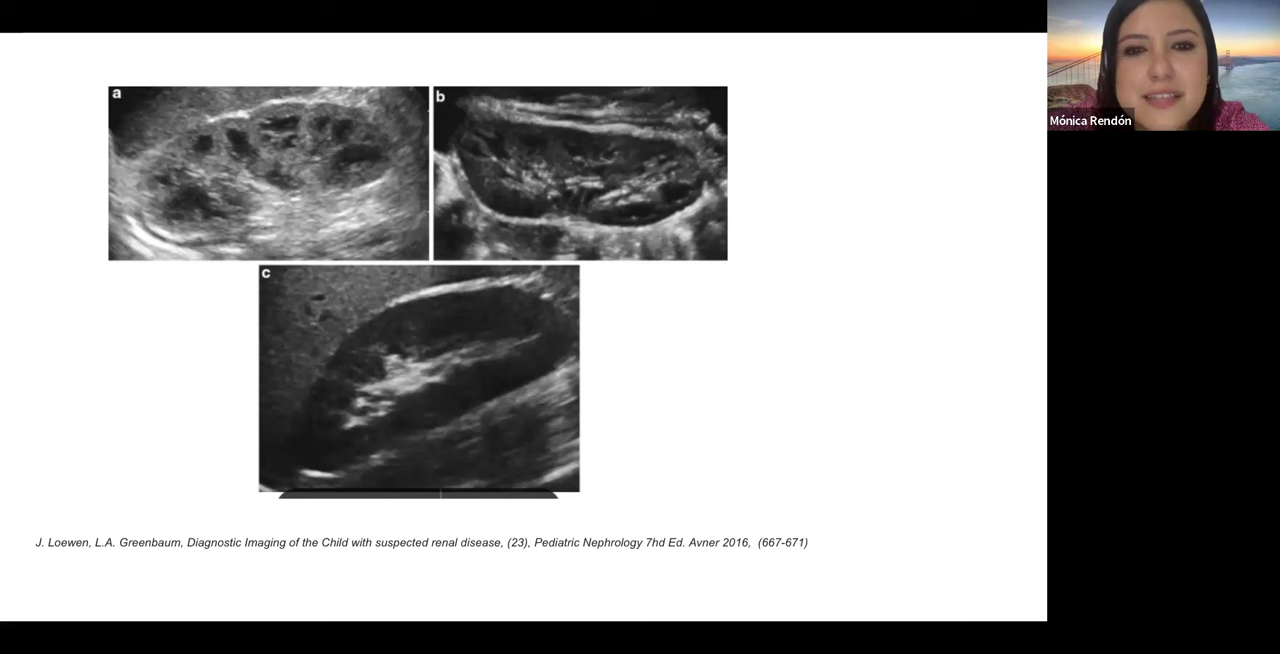 a
b
Mónica Rendón
c
J. Loewen, L.A. Greenbaum, Diagnostic Imaging of the Child with suspected renal disease, (23), Pediatric Nephrology 7hd Ed. Avner 2016, (667-671)